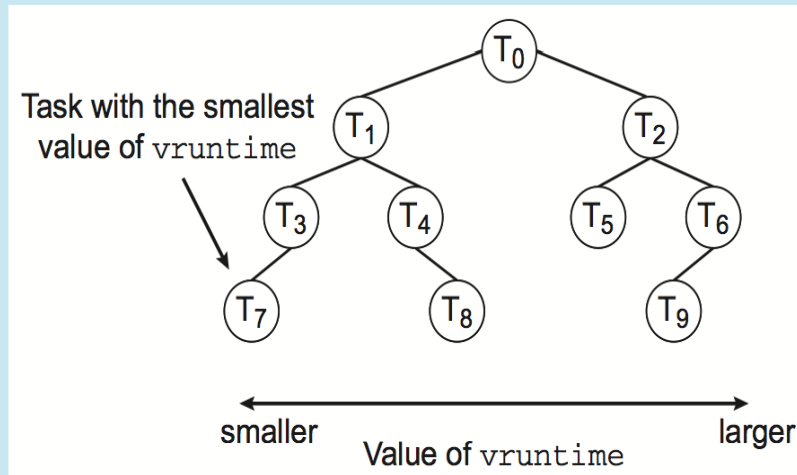 T0
Task with the smallest
value of vruntime
T1
T2
T3
T4
T5
T6
T7
T8
T9
smaller
larger
Value of vruntime